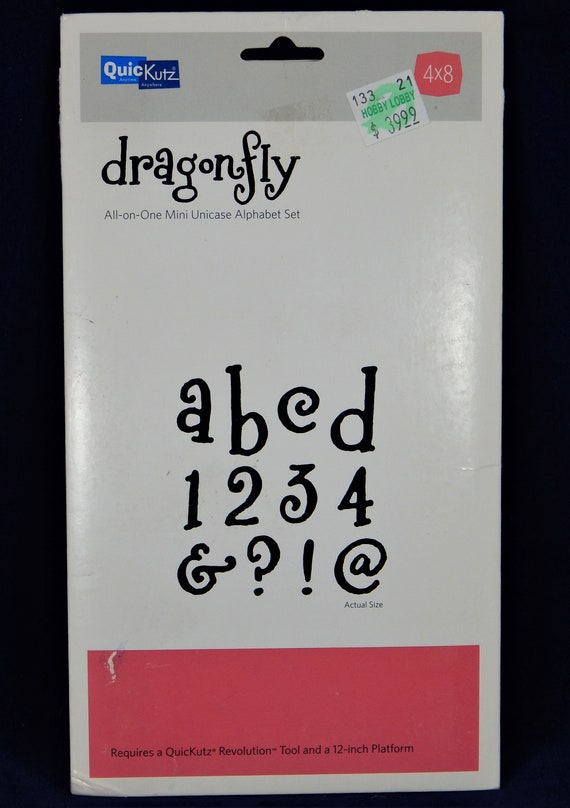 QuicKutz®
Anytime. Anywhere.
4x8
133 21
HOBBY LOBBY
$ 3999
dragonfly
All-on-One Mini Unicase Alphabet Set
abcd
1234
&?!@
Actual Size
Requires a QuicKutz® Revolution™ Tool and a 12-inch Platform